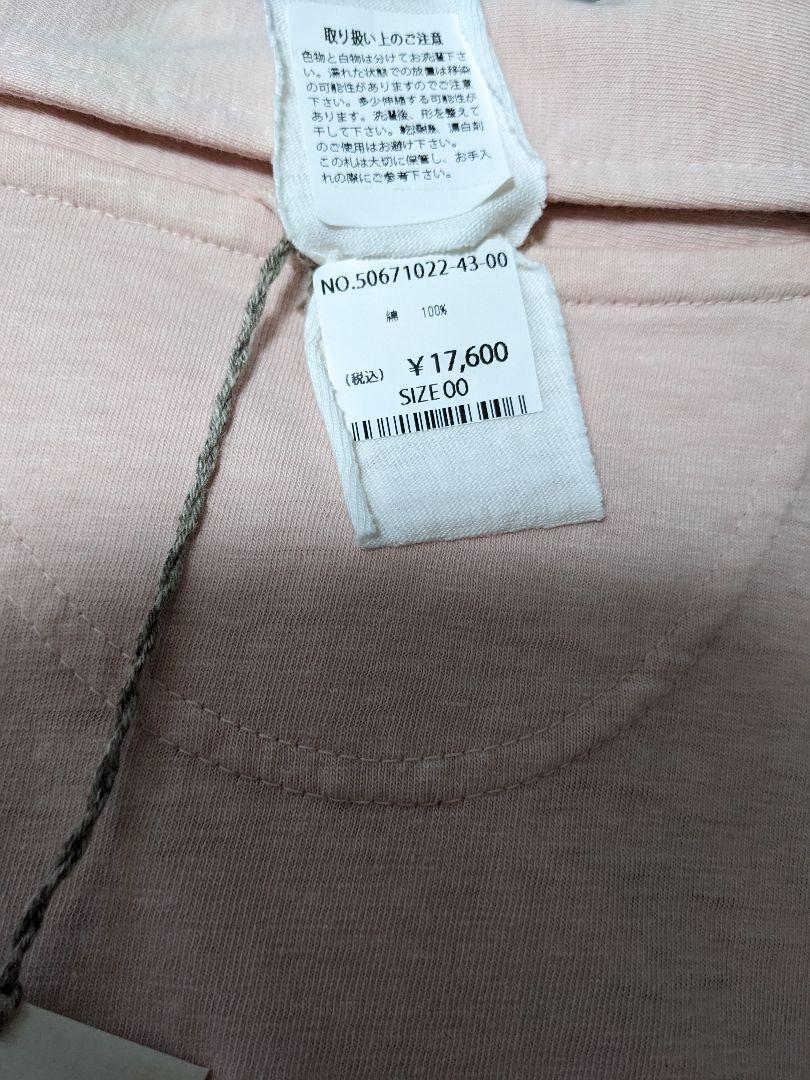 取り扱い上のご注意
色物と白物は分けてお洗濯下さ
い。濡れた状態での放置は移染
の可能性がありますのでご注意
下さい。多少伸縮する可能性が
あります。洗濯後、形を整えて
干して下さい。乾燥機、漂白剤
のご使用はお避け下さい。
この札は大切に保管し、お手入
れの際にご参考下さい。
NO.50671022-43-00
綿 100%
(税込) ¥17,600
SIZE 00